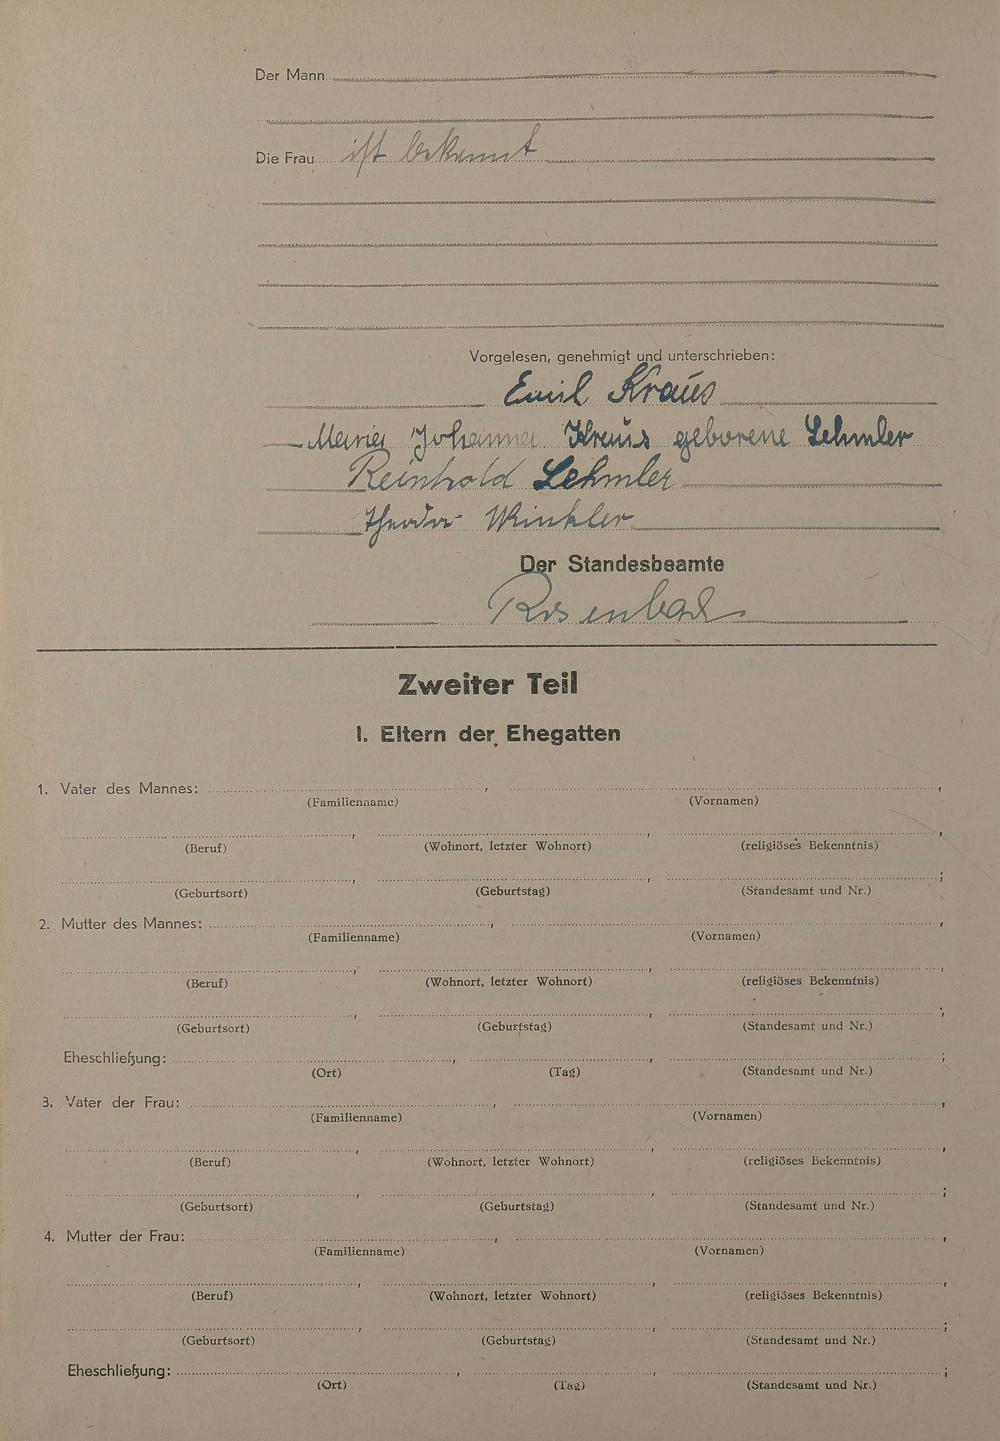 Der Mann
Die Frau ist bekannt
Vorgelesen, genehmigt und unterschrieben:
Emil Kraus
Maria Johanna Kraus geborene Lehmler
Reinhold Lehmler
Theodor Winkler
Der Standesbeamte
Rosenbach
Zweiter Teil
I. Eltern der Ehegatten
1. Vater des Mannes: , ,
(Familienname) (Vornamen)
, , ,
(Beruf) (Wohnort, letzter Wohnort) (religiöses Bekenntnis)
, , ;
(Geburtsort) (Geburtstag) (Standesamt und Nr.)
2. Mutter des Mannes: , ,
(Familienname) (Vornamen)
, , ,
(Beruf) (Wohnort, letzter Wohnort) (religiöses Bekenntnis)
, , ;
(Geburtsort) (Geburtstag) (Standesamt und Nr.)
Eheschließung: , , ;
(Ort) (Tag) (Standesamt und Nr.)
3. Vater der Frau: , ,
(Familienname) (Vornamen)
, , ,
(Beruf) (Wohnort, letzter Wohnort) (religiöses Bekenntnis)
, , ;
(Geburtsort) (Geburtstag) (Standesamt und Nr.)
4. Mutter der Frau: , ,
(Familienname) (Vornamen)
, , ,
(Beruf) (Wohnort, letzter Wohnort) (religiöses Bekenntnis)
, , ;
(Geburtsort) (Geburtstag) (Standesamt und Nr.)
Eheschließung: , , ;
(Ort) (Tag) (Standesamt und Nr.)